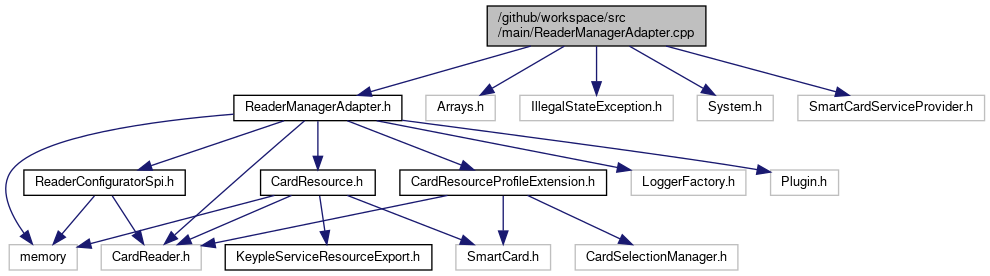 /github/workspace/src
/main/ReaderManagerAdapter.cpp
ReaderManagerAdapter.h
Arrays.h
IllegalStateException.h
System.h
SmartCardServiceProvider.h
ReaderConfiguratorSpi.h
CardResource.h
CardResourceProfileExtension.h
LoggerFactory.h
Plugin.h
memory
CardReader.h
KeypleServiceResourceExport.h
SmartCard.h
CardSelectionManager.h